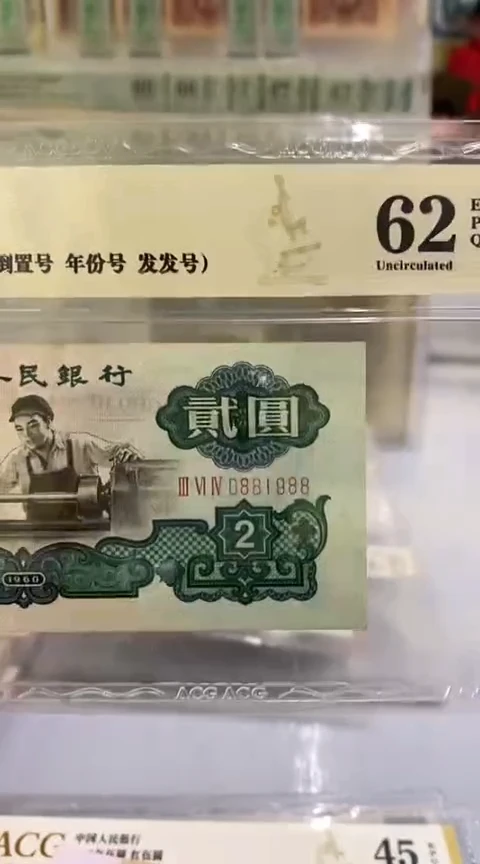 62
E
P
Q
Uncirculated
倒置号 年份号 发发号)
人民銀行
貳圓
III VI IV 0881988
2
1960
ACG ACG
ACG
中国人民银行
45